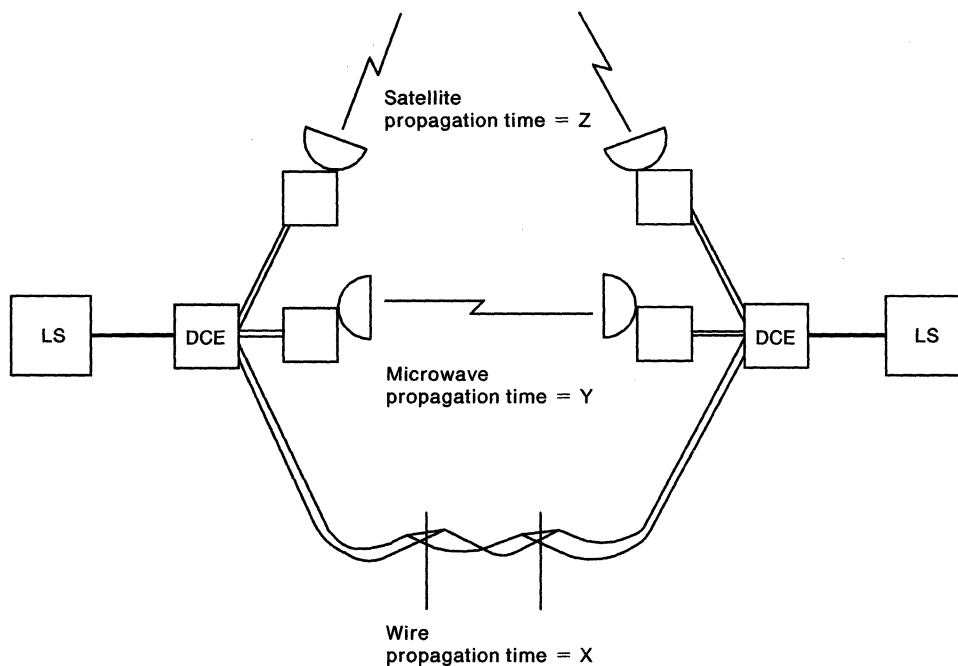 Satellite
propagation time = Z
LS
DCE
DCE
LS
Microwave
propagation time = Y
Wire
propagation time = X